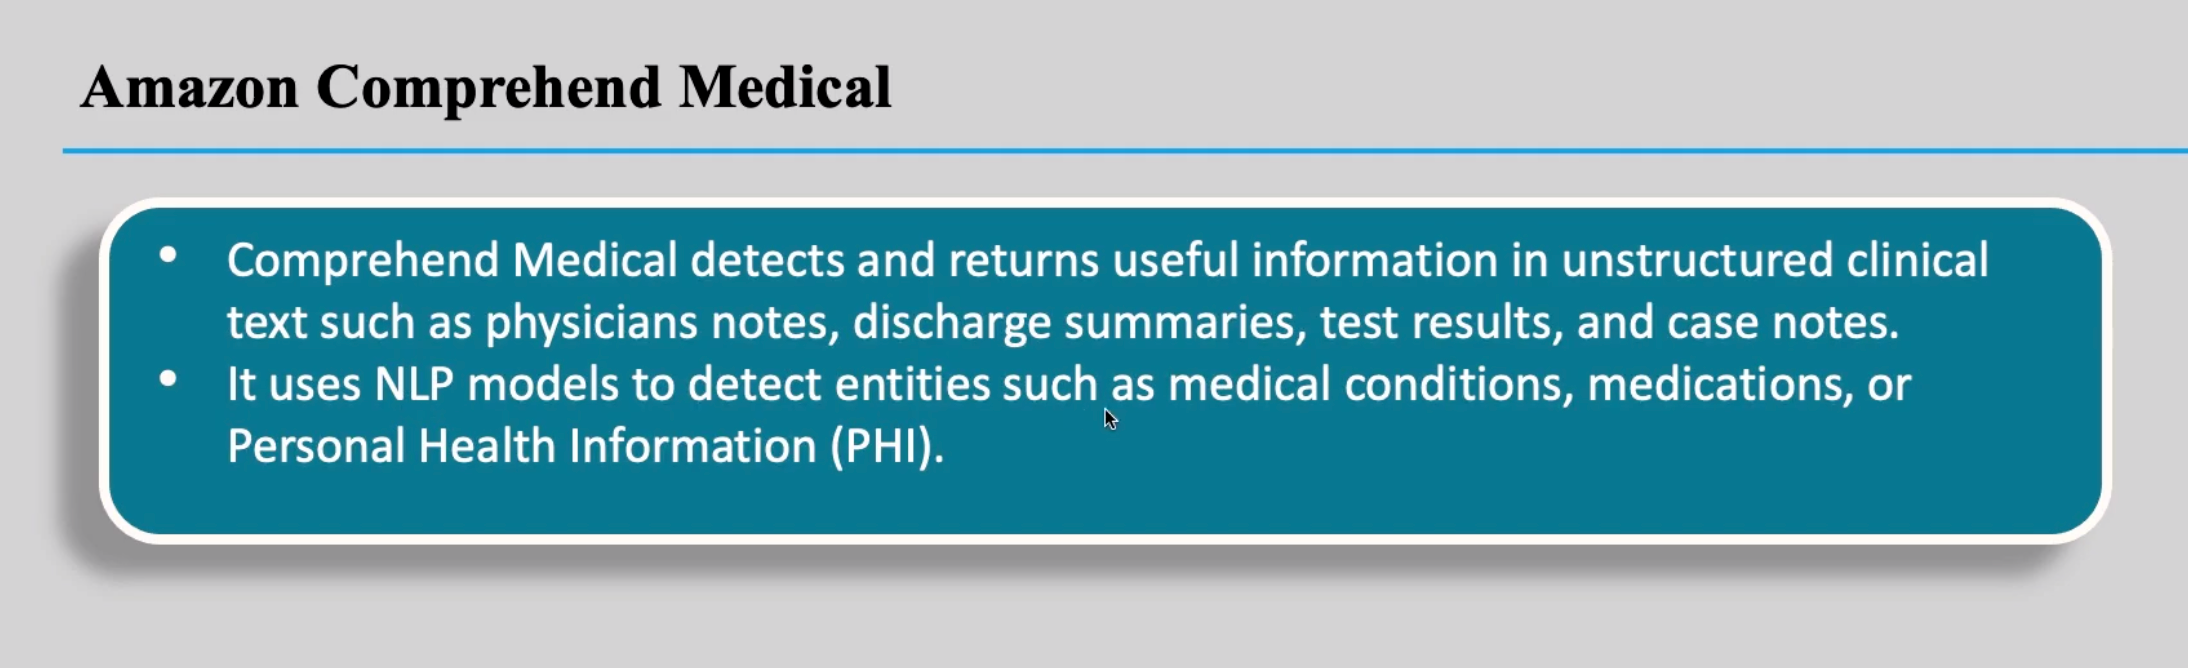 Amazon Comprehend Medical
• Comprehend Medical detects and returns useful information in unstructured clinical
text such as physicians notes, discharge summaries, test results, and case notes.
• It uses NLP models to detect entities such as medical conditions, medications, or
Personal Health Information (PHI).